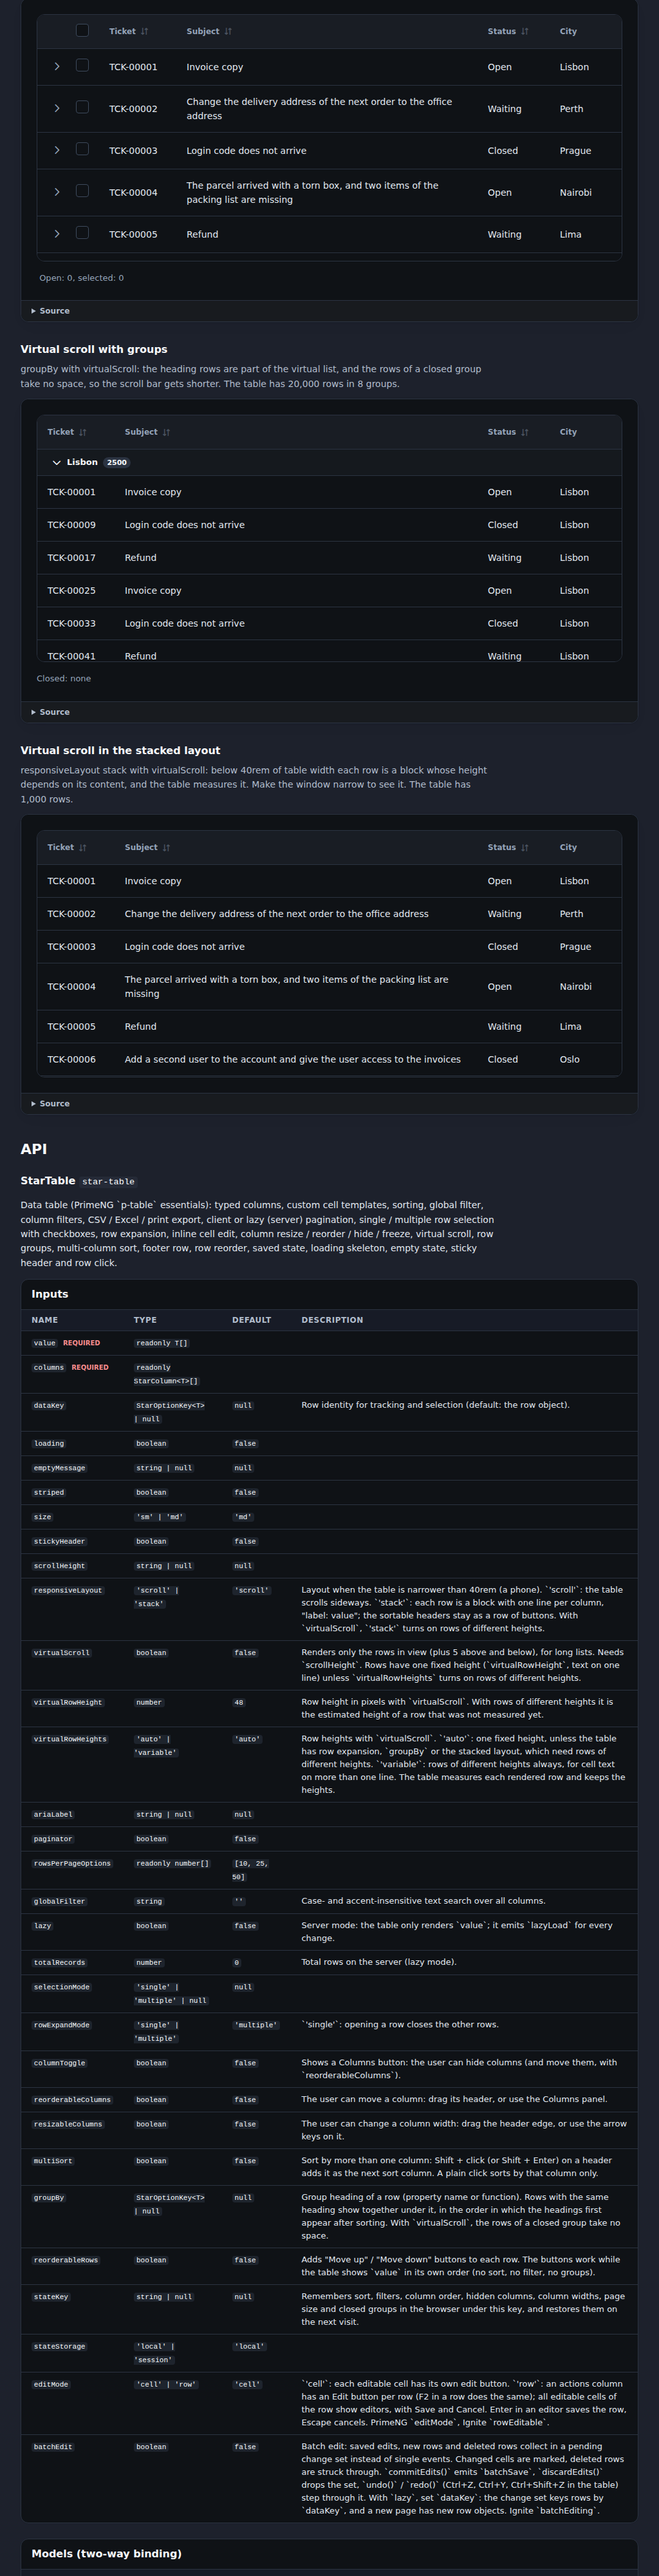 Ticket Subject Status City
TCK-00001 Invoice copy Open Lisbon
TCK-00002 Change the delivery address of the next order to the office address Waiting Perth
TCK-00003 Login code does not arrive Closed Prague
TCK-00004 The parcel arrived with a torn box, and two items of the packing list are missing Open Nairobi
TCK-00005 Refund Waiting Lima
Open: 0, selected: 0
Source
Virtual scroll with groups
groupBy with virtualScroll: the heading rows are part of the virtual list, and the rows of a closed group
take no space, so the scroll bar gets shorter. The table has 20,000 rows in 8 groups.
Ticket Subject Status City
Lisbon 2500
TCK-00001 Invoice copy Open Lisbon
TCK-00009 Login code does not arrive Closed Lisbon
TCK-00017 Refund Waiting Lisbon
TCK-00025 Invoice copy Open Lisbon
TCK-00033 Login code does not arrive Closed Lisbon
TCK-00041 Refund Waiting Lisbon
Closed: none
Source
Virtual scroll in the stacked layout
responsiveLayout stack with virtualScroll: below 40rem of table width each row is a block whose height
depends on its content, and the table measures it. Make the window narrow to see it. The table has
1,000 rows.
Ticket Subject Status City
TCK-00001 Invoice copy Open Lisbon
TCK-00002 Change the delivery address of the next order to the office address Waiting Perth
TCK-00003 Login code does not arrive Closed Prague
TCK-00004 The parcel arrived with a torn box, and two items of the packing list are missing Open Nairobi
TCK-00005 Refund Waiting Lima
TCK-00006 Add a second user to the account and give the user access to the invoices Closed Oslo
Source
API
StarTable star-table
Data table (PrimeNG `p-table` essentials): typed columns, custom cell templates, sorting, global filter,
column filters, CSV / Excel / print export, client or lazy (server) pagination, single / multiple row selection
with checkboxes, row expansion, inline cell edit, column resize / reorder / hide / freeze, virtual scroll, row
groups, multi-column sort, footer row, row reorder, saved state, loading skeleton, empty state, sticky
header and row click.
Inputs
NAME TYPE DEFAULT DESCRIPTION
value REQUIRED readonly T[]
columns REQUIRED readonly StarColumn<T>[]
dataKey StarOptionKey<T> | null null Row identity for tracking and selection (default: the row object).
loading boolean false
emptyMessage string | null null
striped boolean false
size 'sm' | 'md' 'md'
stickyHeader boolean false
scrollHeight string | null null
responsiveLayout 'scroll' | 'stack' 'scroll' Layout when the table is narrower than 40rem (a phone). `'scroll'`: the table
scrolls sideways. `'stack'`: each row is a block with one line per column,
"label: value"; the sortable headers stay as a row of buttons. With
`virtualScroll`, `'stack'` turns on rows of different heights.
virtualScroll boolean false Renders only the rows in view (plus 5 above and below), for long lists. Needs
`scrollHeight`. Rows have one fixed height (`virtualRowHeight`, text on one
line) unless `virtualRowHeights` turns on rows of different heights.
virtualRowHeight number 48 Row height in pixels with `virtualScroll`. With rows of different heights it is
the estimated height of a row that was not measured yet.
virtualRowHeights 'auto' | 'variable' 'auto' Row heights with `virtualScroll`. `'auto'`: one fixed height, unless the table
has row expansion, `groupBy` or the stacked layout, which need rows of
different heights. `'variable'`: rows of different heights always, for cell text
on more than one line. The table measures each rendered row and keeps the
heights.
ariaLabel string | null null
paginator boolean false
rowsPerPageOptions readonly number[] [10, 25, 50]
globalFilter string '' Case- and accent-insensitive text search over all columns.
lazy boolean false Server mode: the table only renders `value`; it emits `lazyLoad` for every
change.
totalRecords number 0 Total rows on the server (lazy mode).
selectionMode 'single' | 'multiple' | null null
rowExpandMode 'single' | 'multiple' 'multiple' `'single'`: opening a row closes the other rows.
columnToggle boolean false Shows a Columns button: the user can hide columns (and move them, with
`reorderableColumns`).
reorderableColumns boolean false The user can move a column: drag its header, or use the Columns panel.
resizableColumns boolean false The user can change a column width: drag the header edge, or use the arrow
keys on it.
multiSort boolean false Sort by more than one column: Shift + click (or Shift + Enter) on a header
adds it as the next sort column. A plain click sorts by that column only.
groupBy StarOptionKey<T> | null null Group heading of a row (property name or function). Rows with the same
heading show together under it, in the order in which the headings first
appear after sorting. With `virtualScroll`, the rows of a closed group take no
space.
reorderableRows boolean false Adds "Move up" / "Move down" buttons to each row. The buttons work while
the table shows `value` in its own order (no sort, no filter, no groups).
stateKey string | null null Remembers sort, filters, column order, hidden columns, column widths, page
size and closed groups in the browser under this key, and restores them on
the next visit.
stateStorage 'local' | 'session' 'local'
editMode 'cell' | 'row' 'cell' `'cell'`: each editable cell has its own edit button. `'row'`: an actions column
has an Edit button per row (F2 in a row does the same); all editable cells of
the row show editors, with Save and Cancel. Enter in an editor saves the row,
Escape cancels. PrimeNG `editMode`, Ignite `rowEditable`.
batchEdit boolean false Batch edit: saved edits, new rows and deleted rows collect in a pending
change set instead of single events. Changed cells are marked, deleted rows
are struck through. `commitEdits()` emits `batchSave`, `discardEdits()`
drops the set, `undo()` / `redo()` (Ctrl+Z, Ctrl+Y, Ctrl+Shift+Z in the table)
step through it. With `lazy`, set `dataKey`: the change set keys rows by
`dataKey`, and a new page has new row objects. Ignite `batchEditing`.
Models (two-way binding)